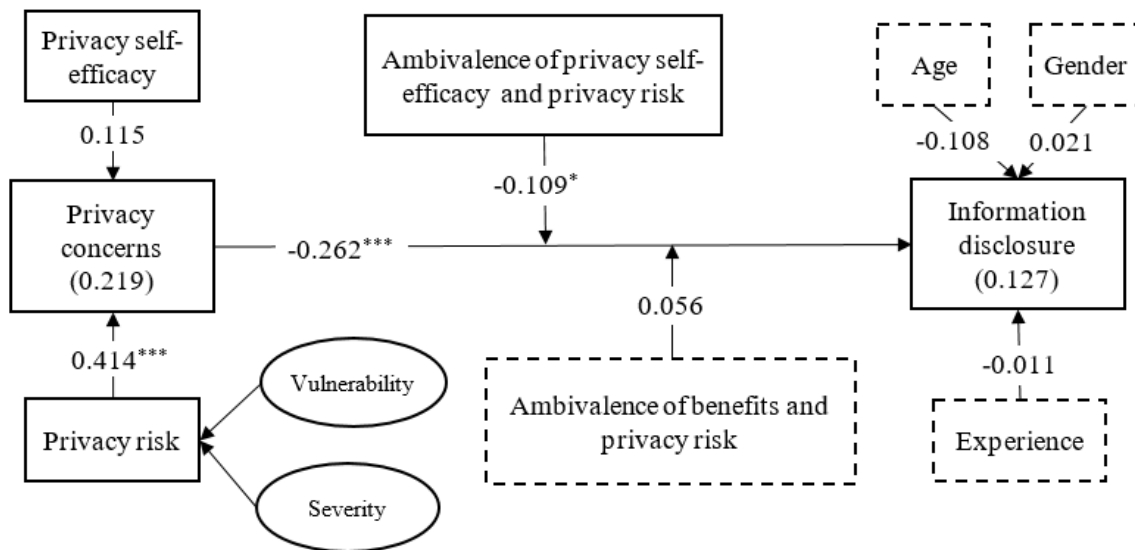 Privacy self-
efficacy
0.115
Privacy
concerns
(0.219)
0.414***
Privacy risk
Vulnerability
Severity
Ambivalence of privacy self-
efficacy and privacy risk
-0.109*
-0.262***
0.056
Ambivalence of benefits and
privacy risk
Age
Gender
-0.108
0.021
Information
disclosure
(0.127)
-0.011
Experience